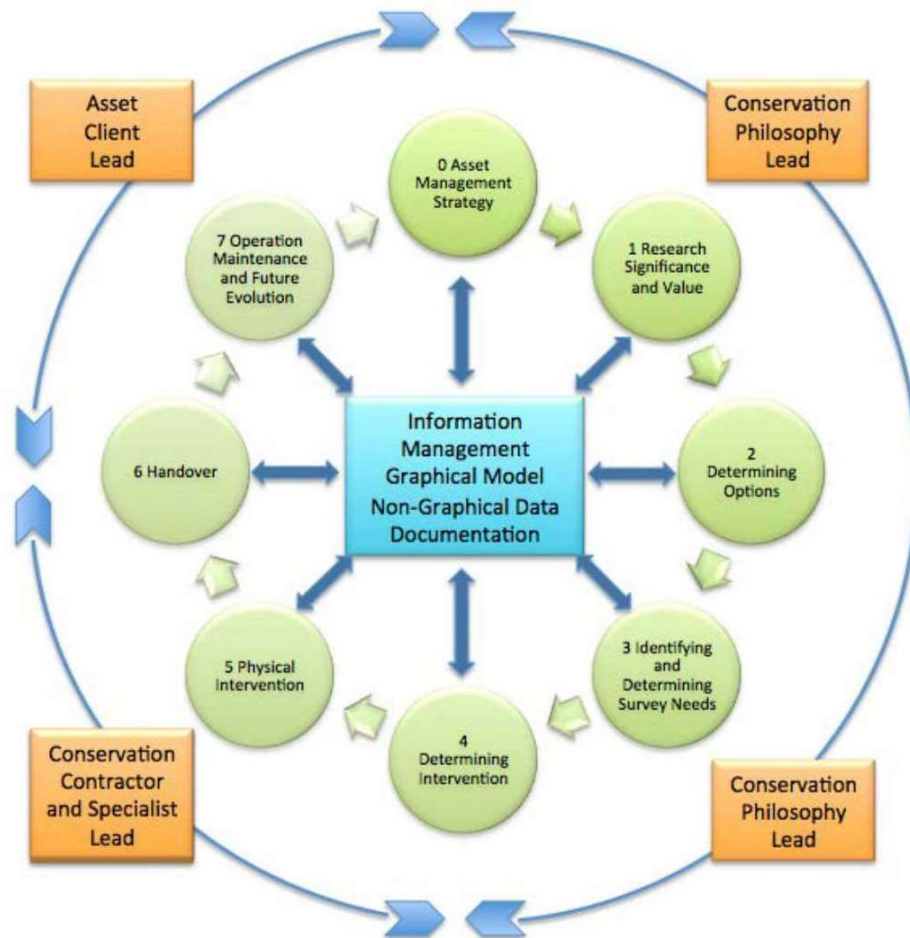 Asset
Client
Lead
Conservation
Philosophy
Lead
0 Asset
Management
Strategy
1 Research
Significance
and Value
2
Determining
Options
3 Identifying
and
Determining
Survey Needs
4
Determining
Intervention
5 Physical
Intervention
6 Handover
7 Operation
Maintenance
and Future
Evolution
Information
Management
Graphical Model
Non-Graphical Data
Documentation
Conservation
Contractor
and Specialist
Lead
Conservation
Philosophy
Lead